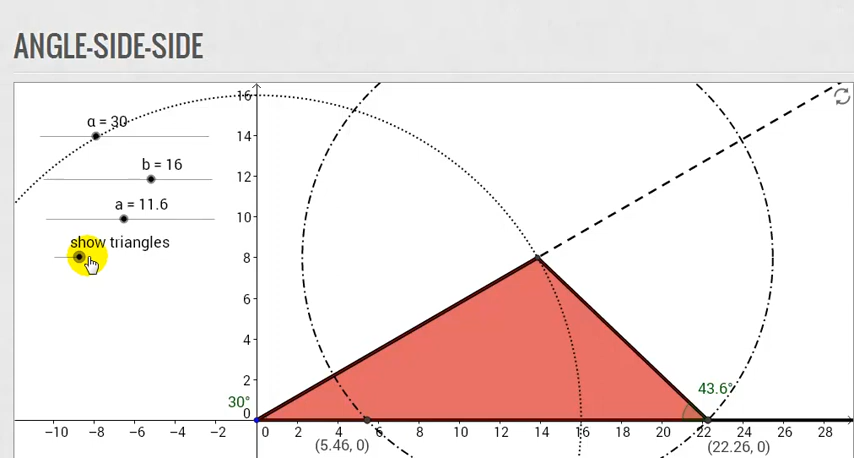 ANGLE-SIDE-SIDE
α = 30
b = 16
a = 11.6
show triangles
16
14
12
10
8
6
4
2
0
30°
43.6°
−10 −8 −6 −4 −2 0 2 4 6 8 10 12 14 16 18 20 22 24 26 28
(5.46, 0)
(22.26, 0)